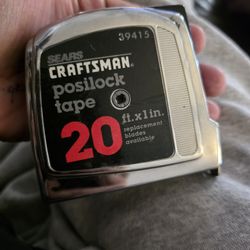 39415
SEARS
CRAFTSMAN®
posilock
tape
20 ft.x1in.
replacement
blades
available